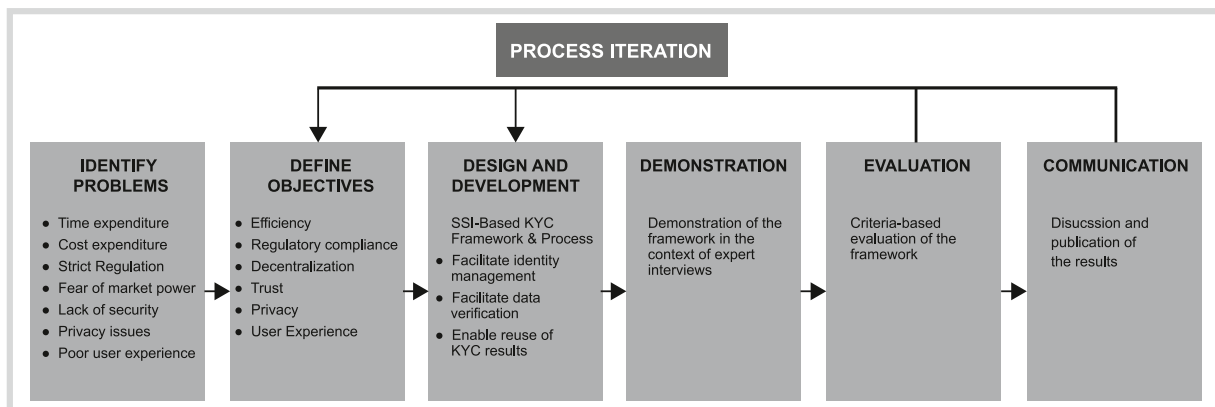 PROCESS ITERATION
IDENTIFY
PROBLEMS
● Time expenditure
● Cost expenditure
● Strict Regulation
● Fear of market power
● Lack of security
● Privacy issues
● Poor user experience
DEFINE
OBJECTIVES
● Efficiency
● Regulatory compliance
● Decentralization
● Trust
● Privacy
● User Experience
DESIGN AND
DEVELOPMENT
SSI-Based KYC
Framework & Process
● Facilitate identity
management
● Facilitate data
verification
● Enable reuse of
KYC results
DEMONSTRATION
Demonstration of the
framework in the
context of expert
interviews
EVALUATION
Criteria-based
evaluation of the
framework
COMMUNICATION
Disucssion and
publication of
the results